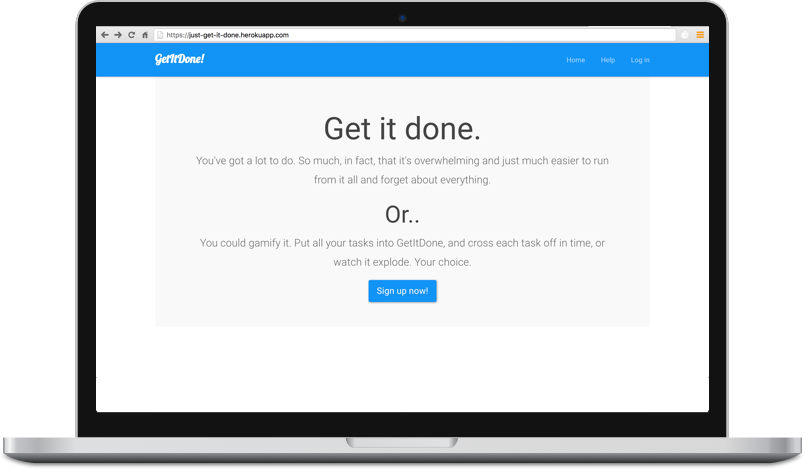 https://just-get-it-done.herokuapp.com
GetItDone!
Home Help Log in
Get it done.
You've got a lot to do. So much, in fact, that it's overwhelming and just much easier to run
from it all and forget about everything.
Or..
You could gamify it. Put all your tasks into GetItDone, and cross each task off in time, or
watch it explode. Your choice.
Sign up now!